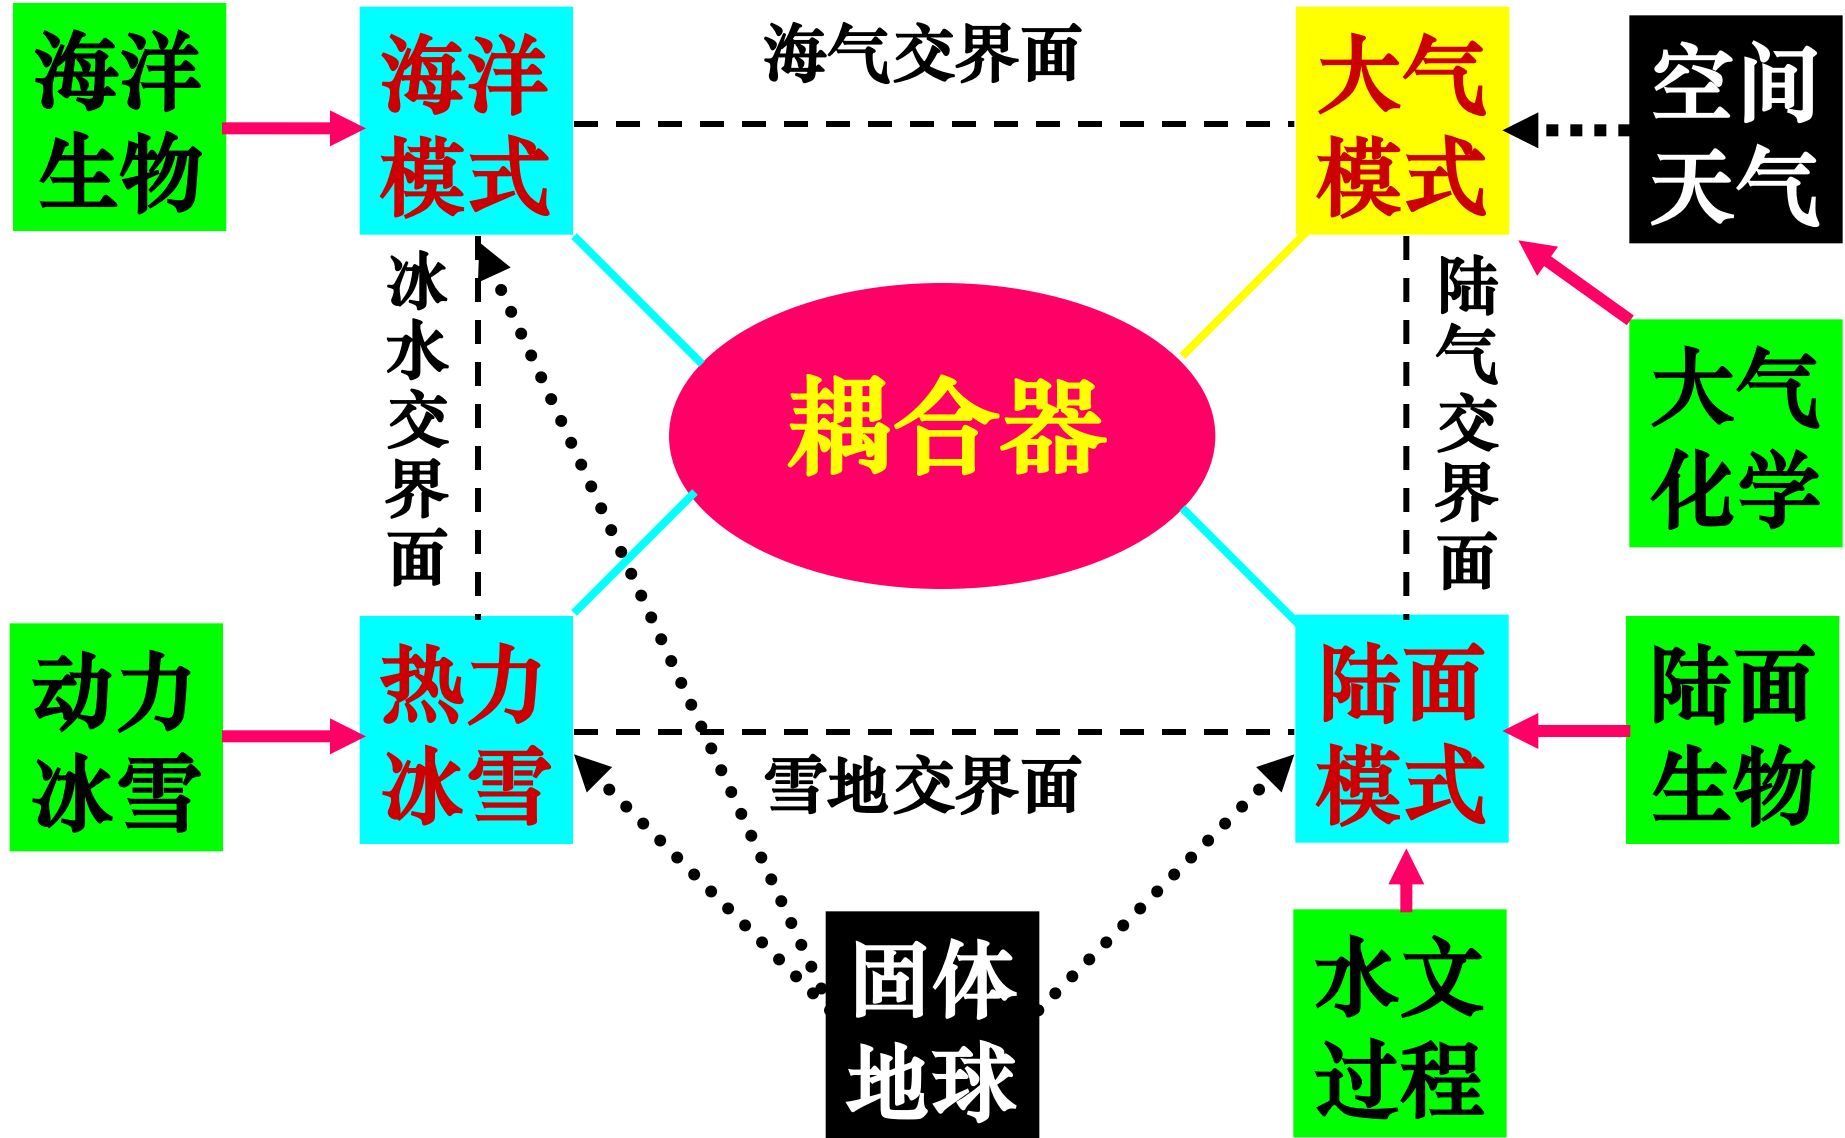 海洋
生物
海洋
模式
海气交界面
大气
模式
空间
天气
冰
水
交
界
面
耦合器
陆
气
交
界
面
大气
化学
动力
冰雪
热力
冰雪
雪地交界面
陆面
模式
陆面
生物
固体
地球
水文
过程